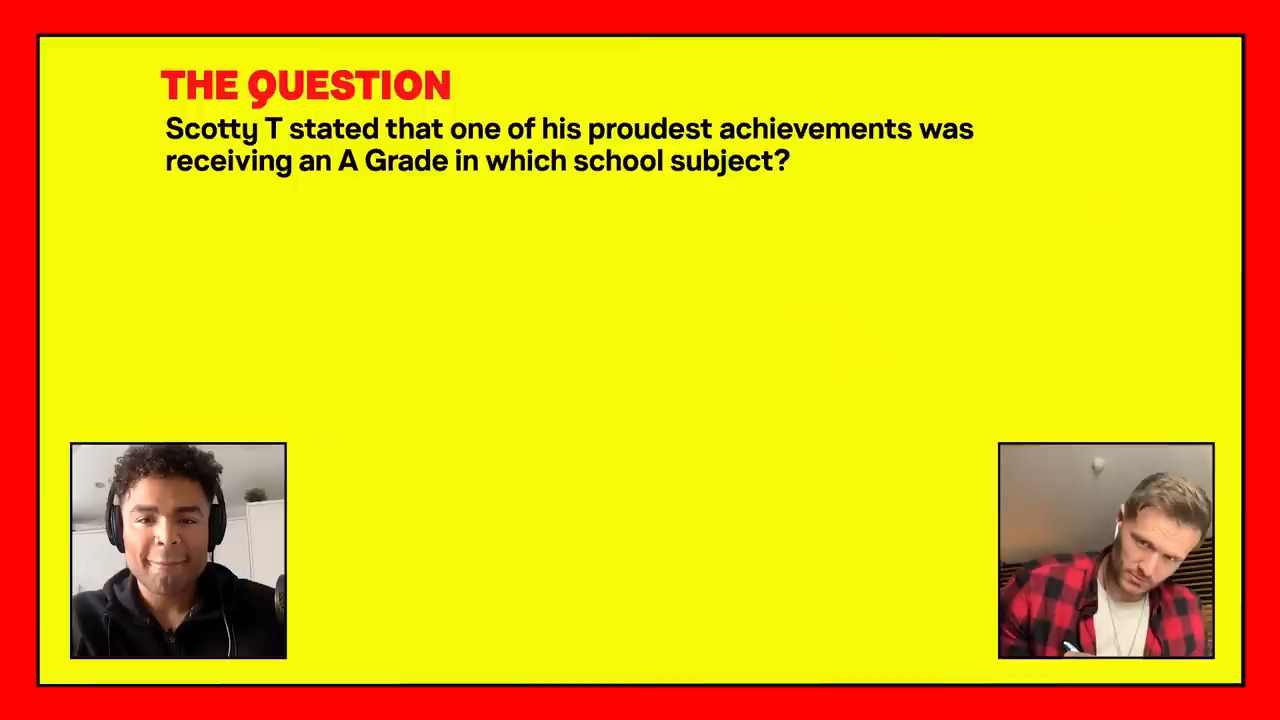 THE QUESTION
Scotty T stated that one of his proudest achievements was
receiving an A Grade in which school subject?